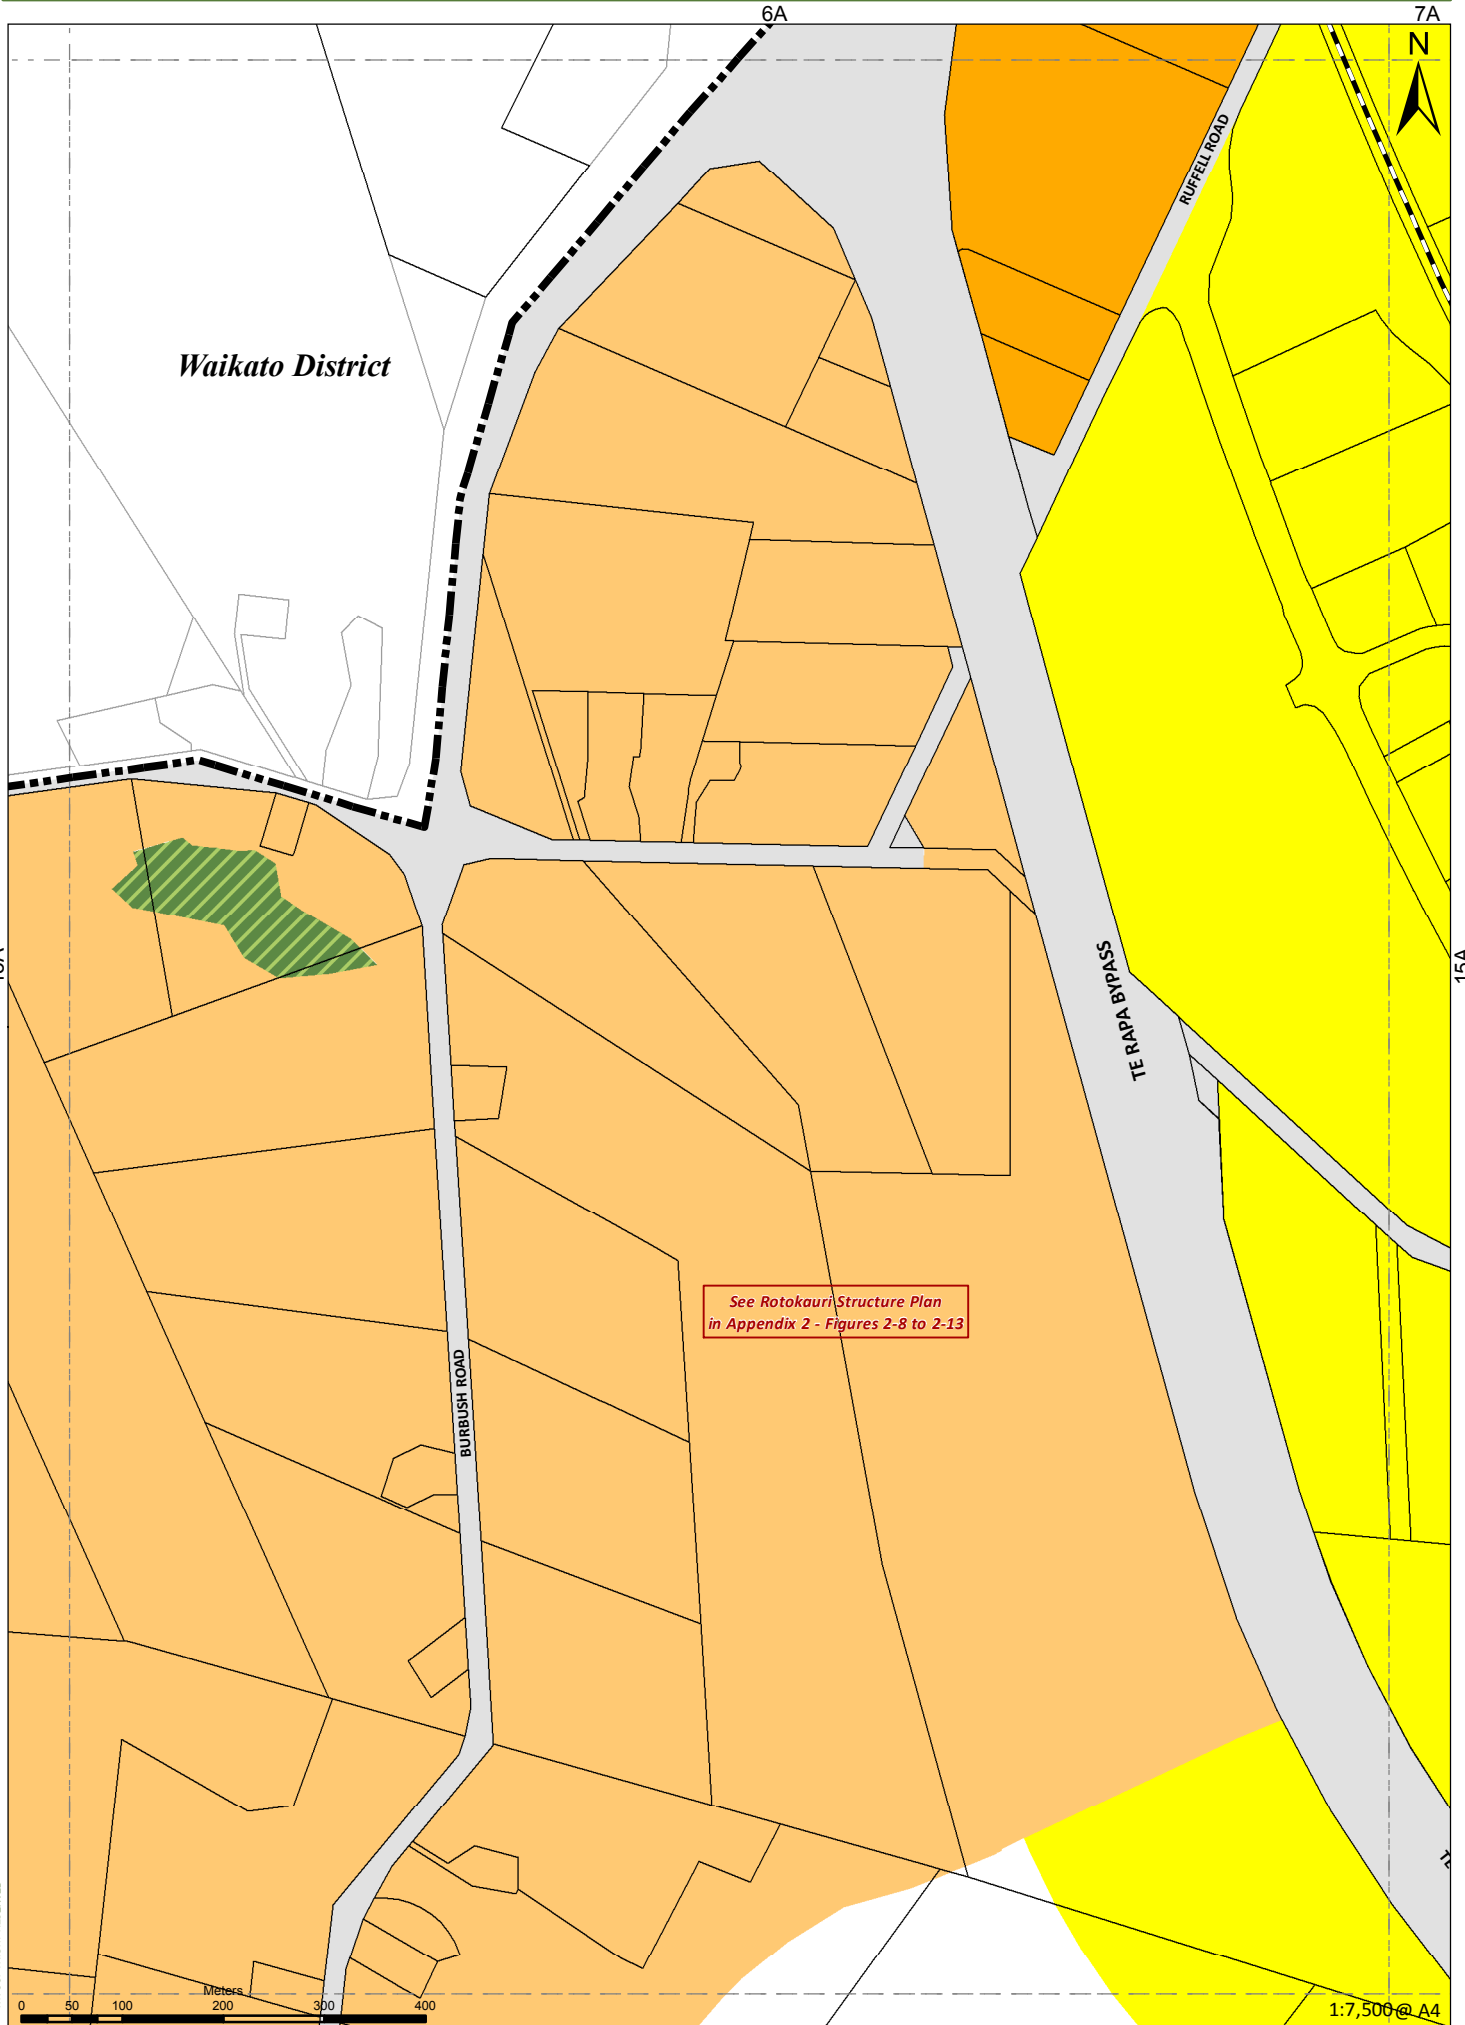 6A
7A
N
RUFFELL ROAD
Waikato District
15A
TE RAPA BYPASS
See Rotokauri Structure Plan
in Appendix 2 - Figures 2-8 to 2-13
BURBUSH ROAD
Meters
0 50 100 200 300 400
1:7,500@ A4